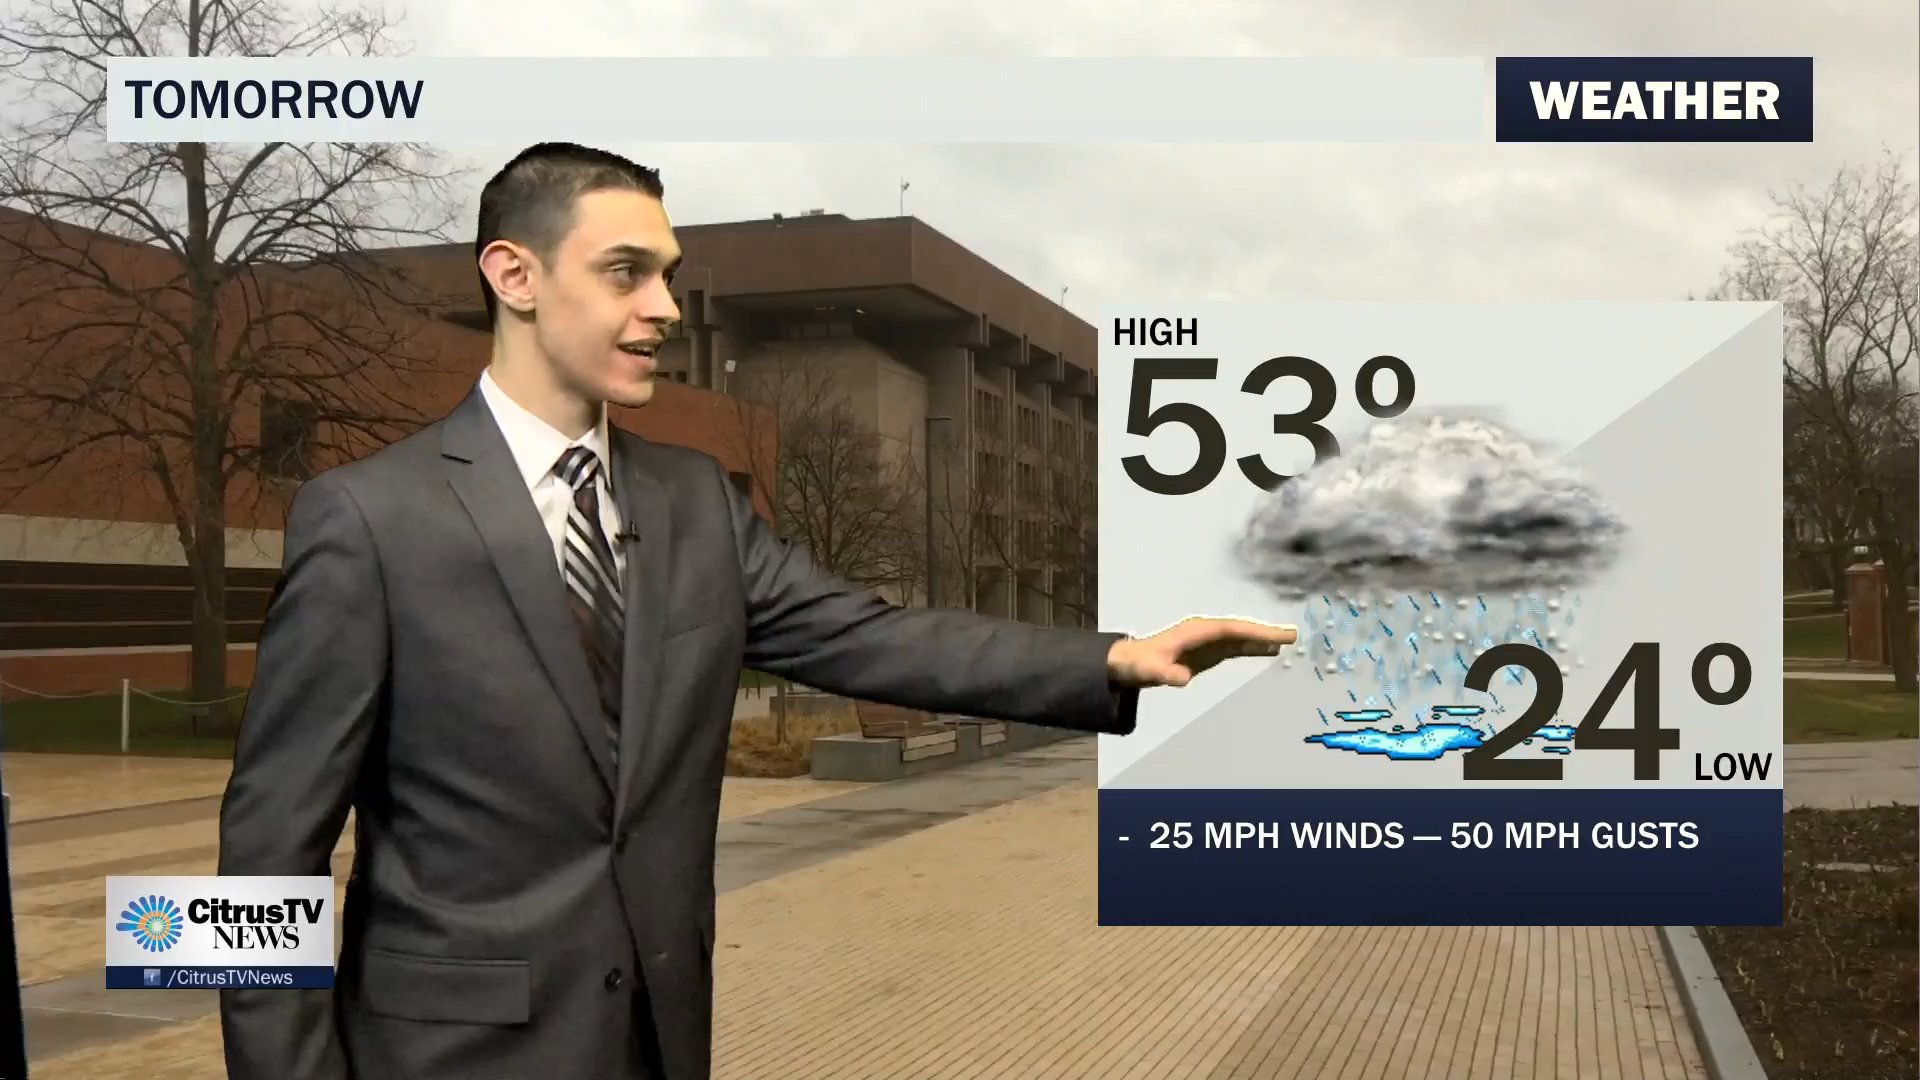 TOMORROW
WEATHER
HIGH
53°
24°
LOW
- 25 MPH WINDS — 50 MPH GUSTS
CitrusTV
NEWS
f /CitrusTVNews